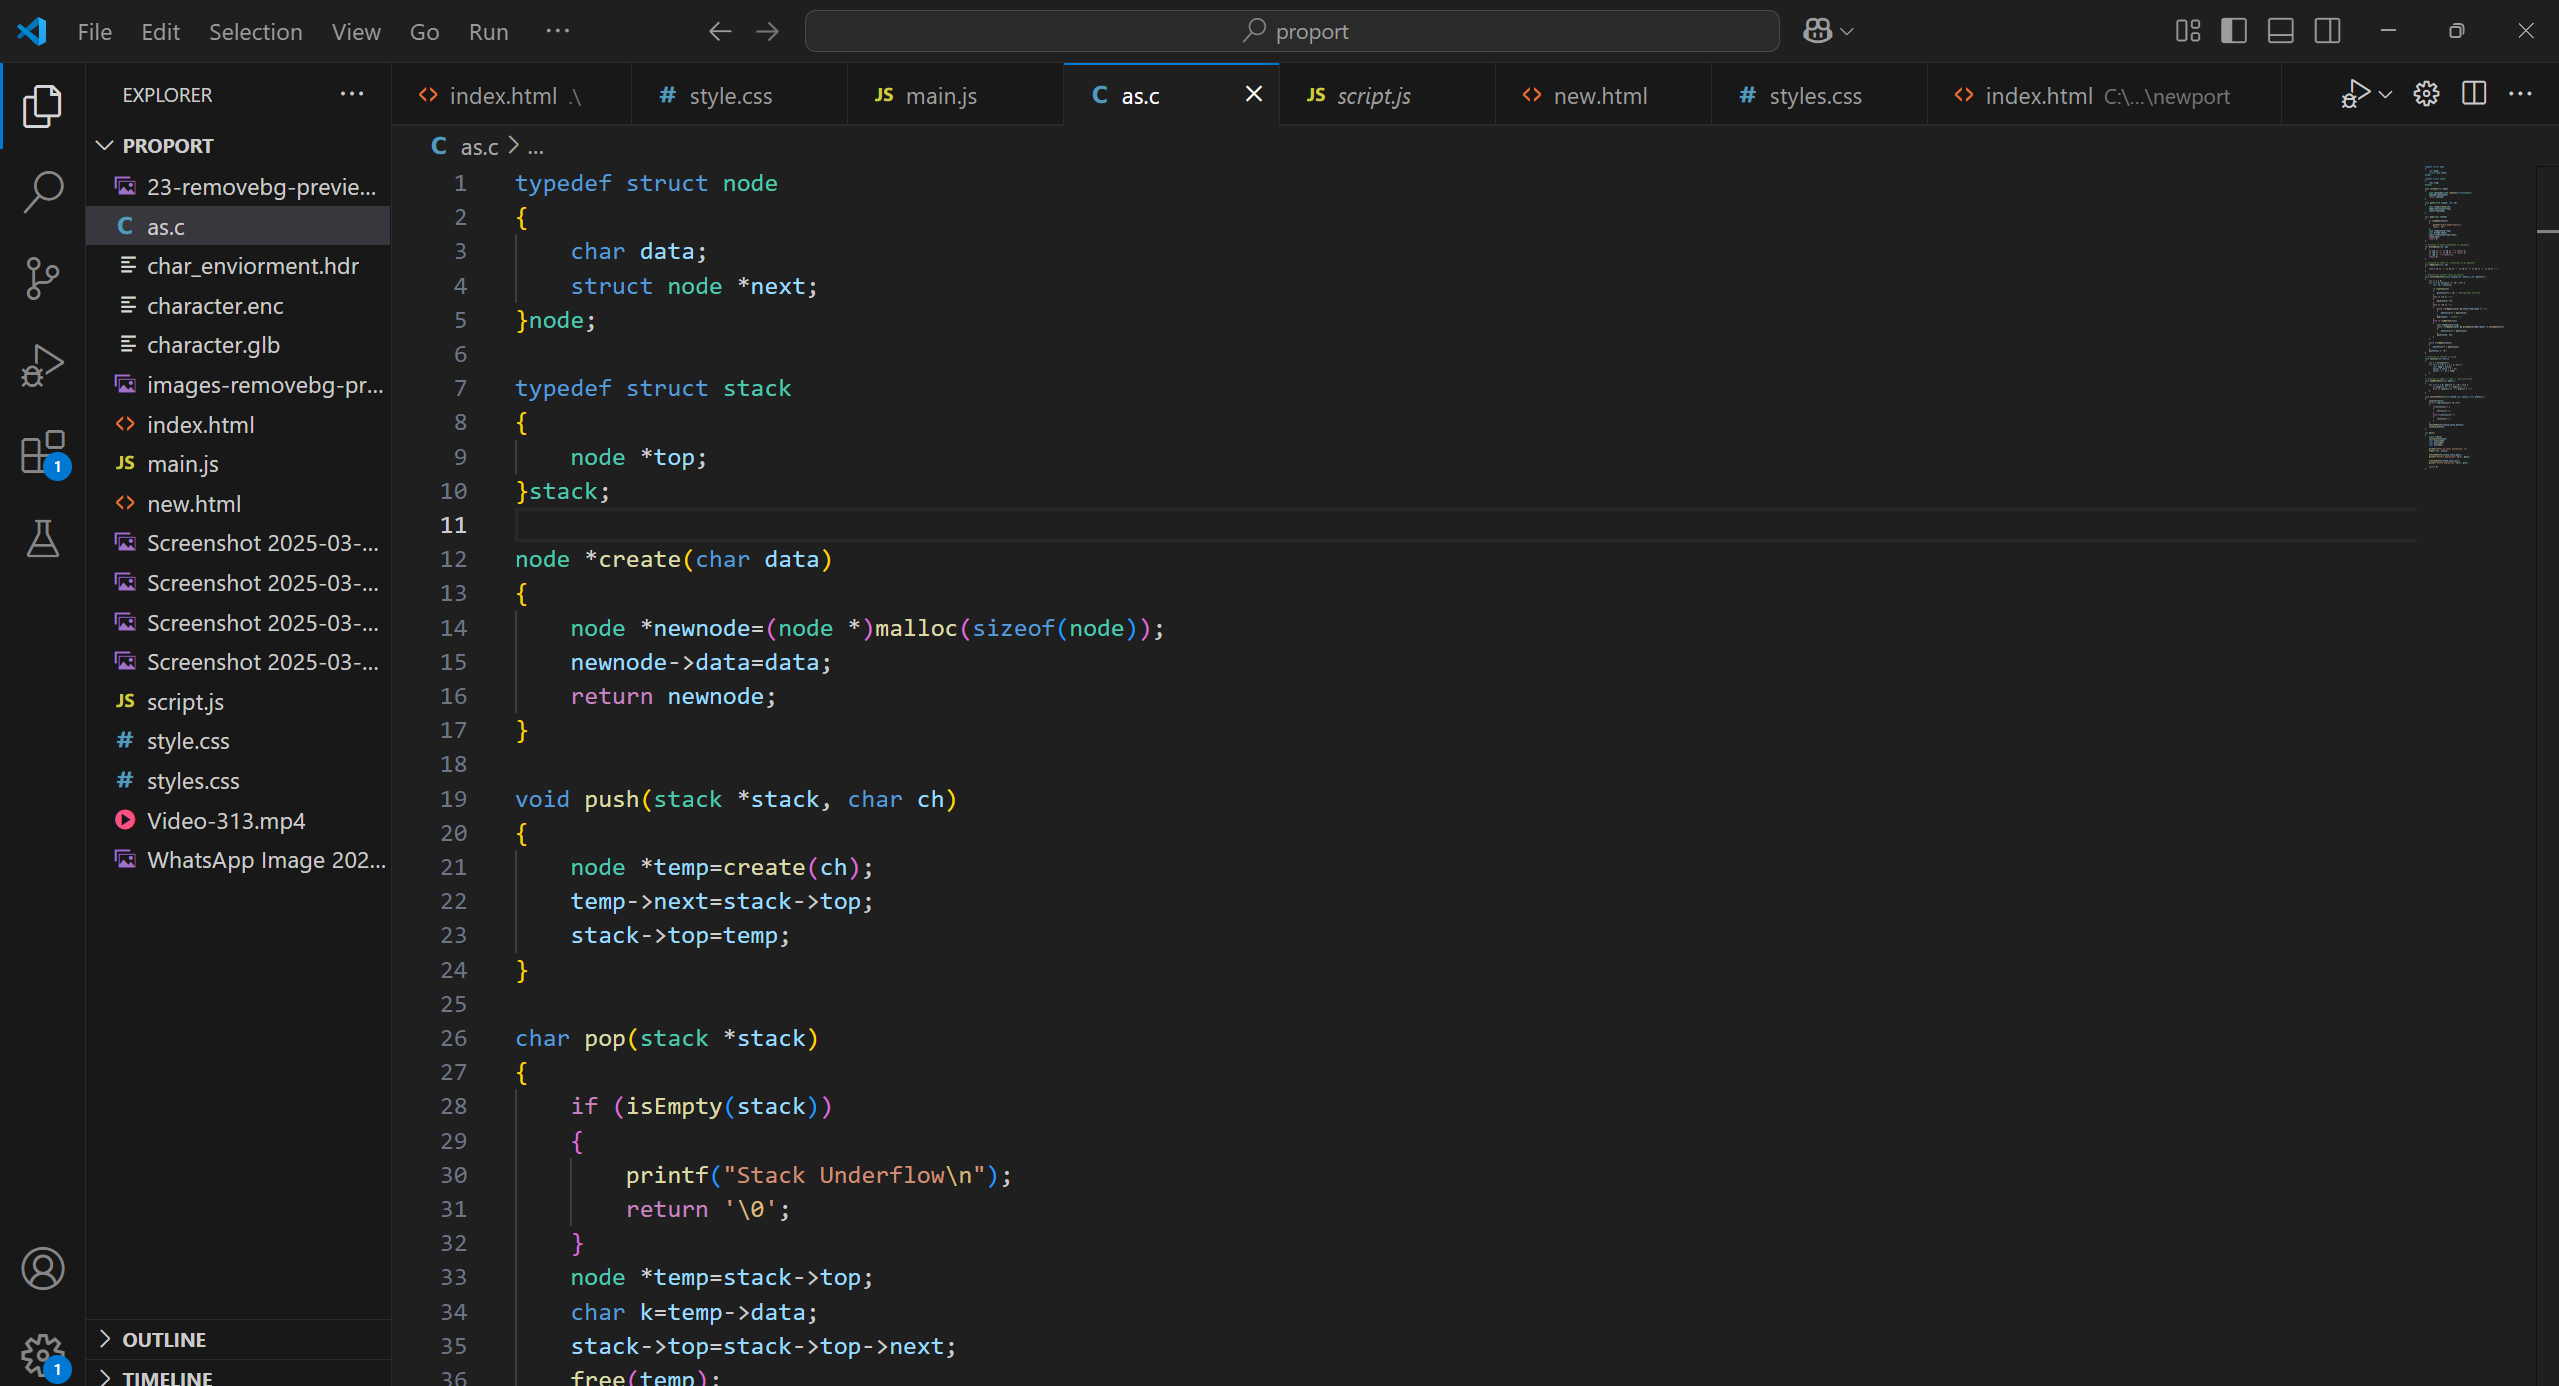 File Edit Selection View Go Run ...
proport
EXPLORER ...
index.html .\ style.css main.js as.c script.js new.html styles.css index.html C:\...\newport
PROPORT
23-removebg-previe...
as.c
char_enviorment.hdr
character.enc
character.glb
images-removebg-pr...
index.html
main.js
new.html
Screenshot 2025-03-...
Screenshot 2025-03-...
Screenshot 2025-03-...
Screenshot 2025-03-...
script.js
style.css
styles.css
Video-313.mp4
WhatsApp Image 202...
OUTLINE
TIMELINE
1
1
as.c > ...
1 typedef struct node
2 {
3     char data;
4     struct node *next;
5 }node;
6
7 typedef struct stack
8 {
9     node *top;
10 }stack;
11
12 node *create(char data)
13 {
14     node *newnode=(node *)malloc(sizeof(node));
15     newnode->data=data;
16     return newnode;
17 }
18
19 void push(stack *stack, char ch)
20 {
21     node *temp=create(ch);
22     temp->next=stack->top;
23     stack->top=temp;
24 }
25
26 char pop(stack *stack)
27 {
28     if (isEmpty(stack))
29     {
30         printf("Stack Underflow\n");
31         return '\0';
32     }
33     node *temp=stack->top;
34     char k=temp->data;
35     stack->top=stack->top->next;
36     free(temp);